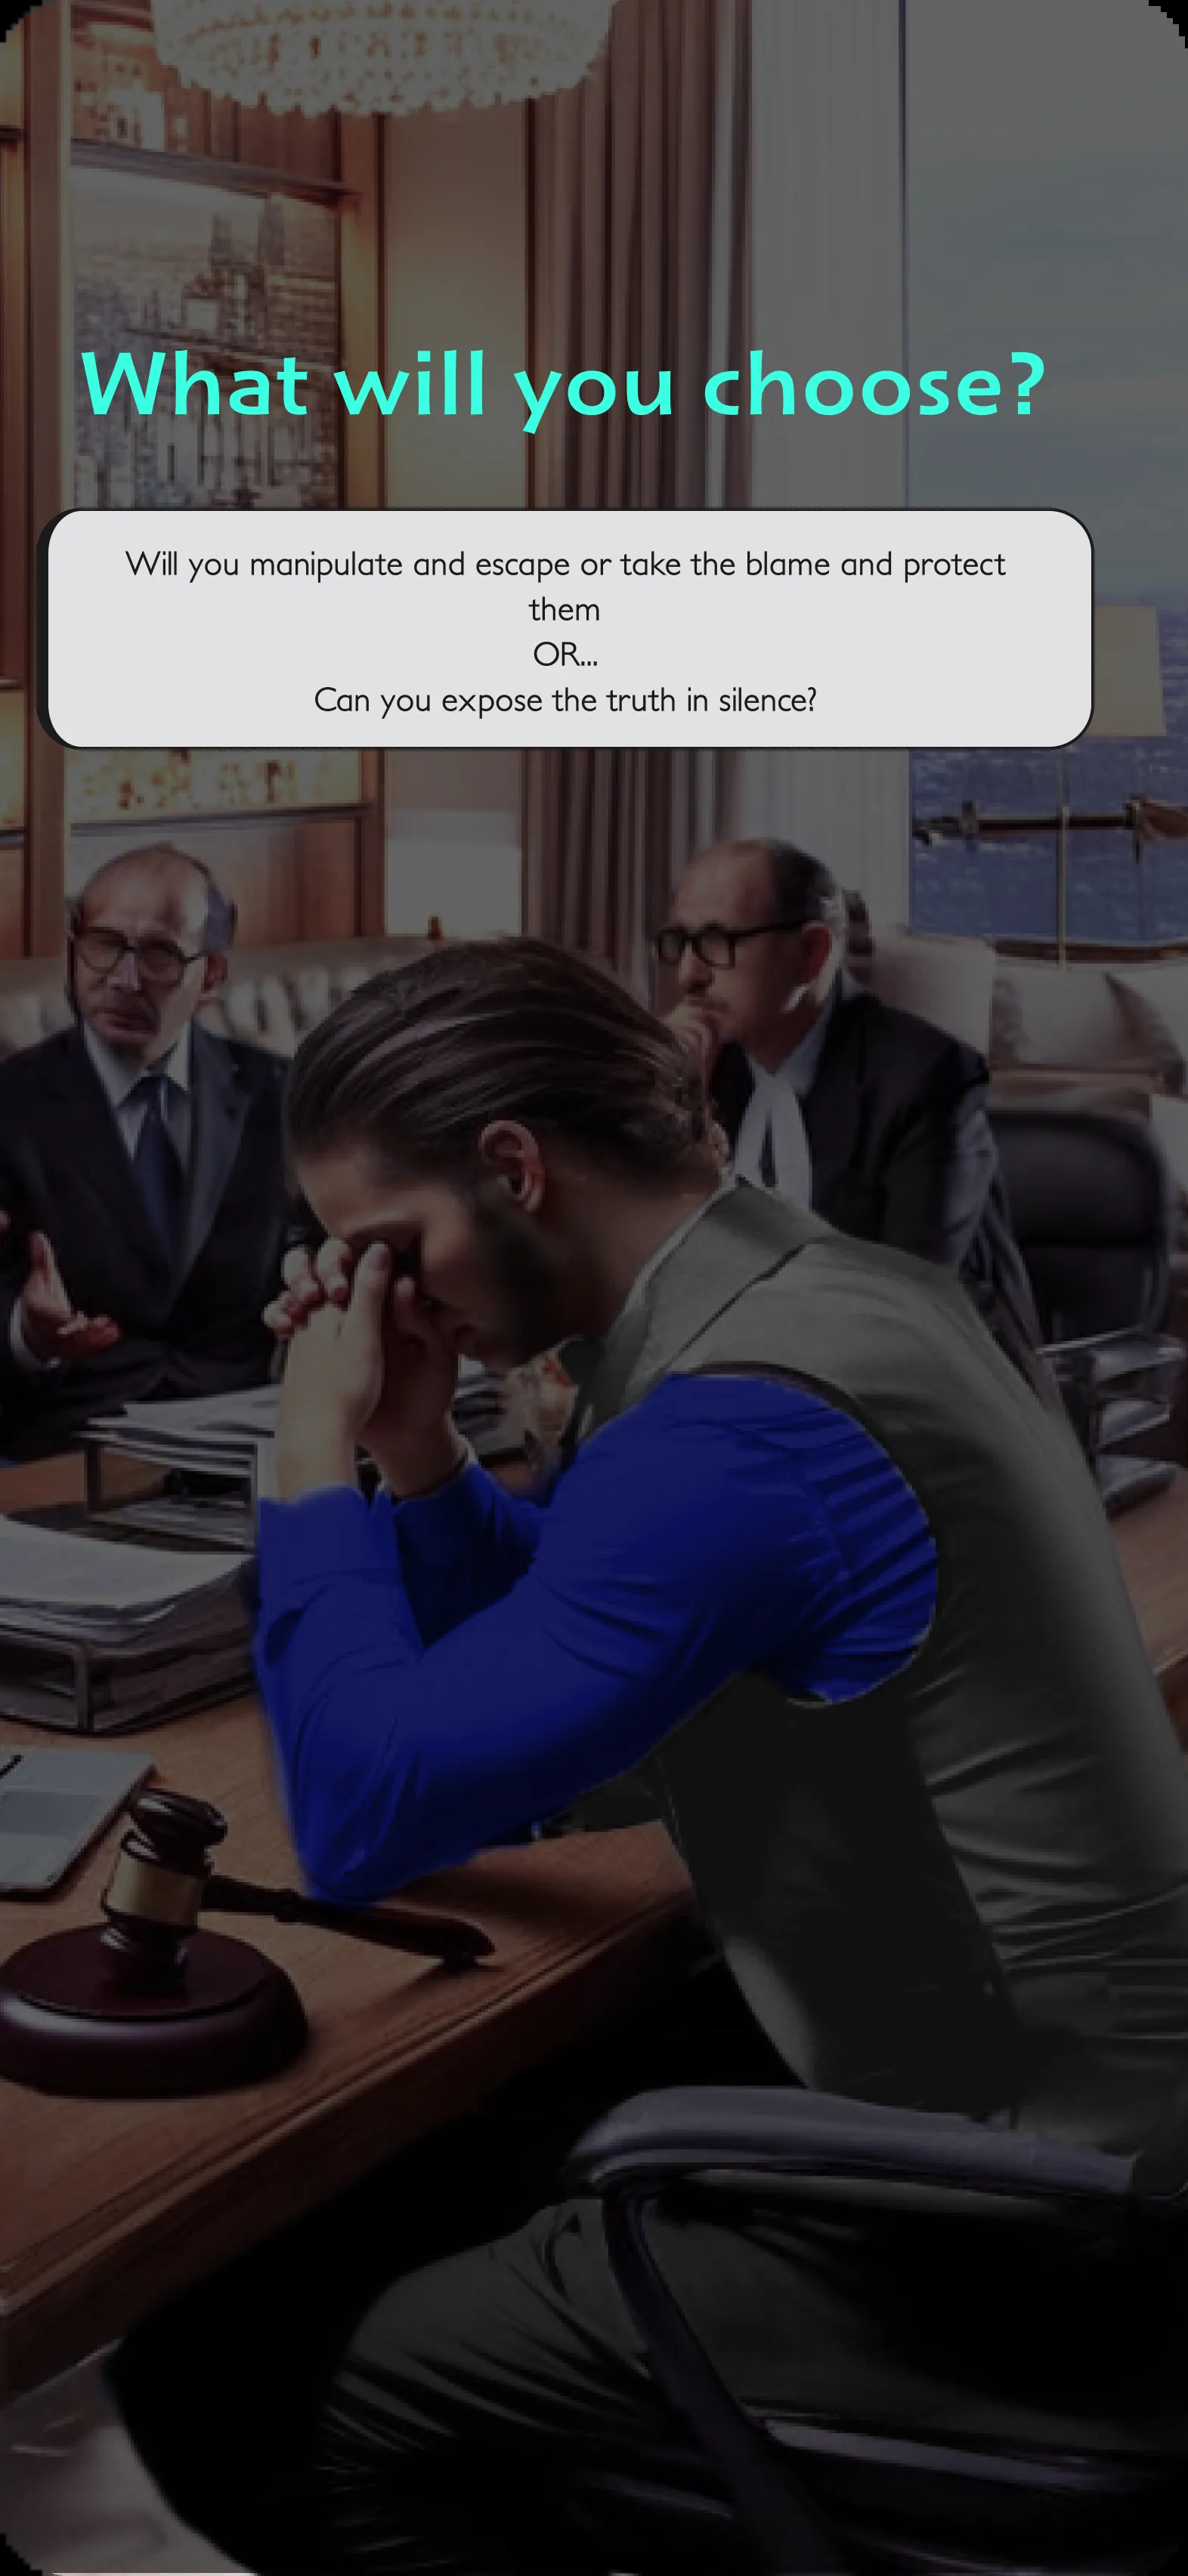 What will you choose?
Will you manipulate and escape or take the blame and protect
them
OR...
Can you expose the truth in silence?